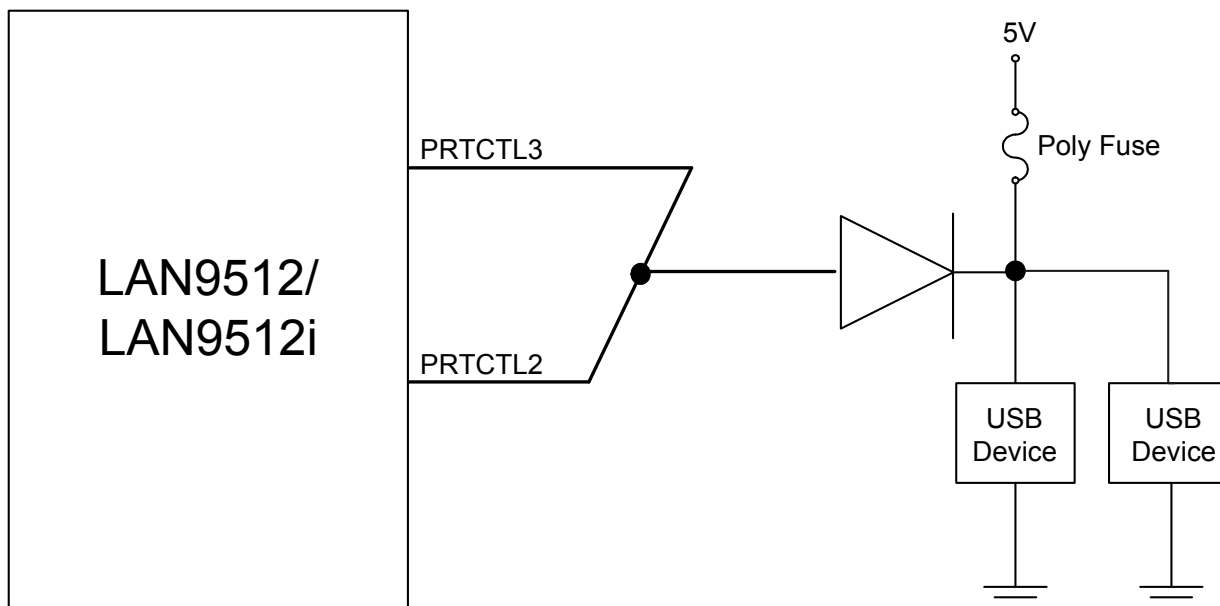 5V
Poly Fuse
PRTCTL3
LAN9512/
LAN9512i
PRTCTL2
USB
Device
USB
Device